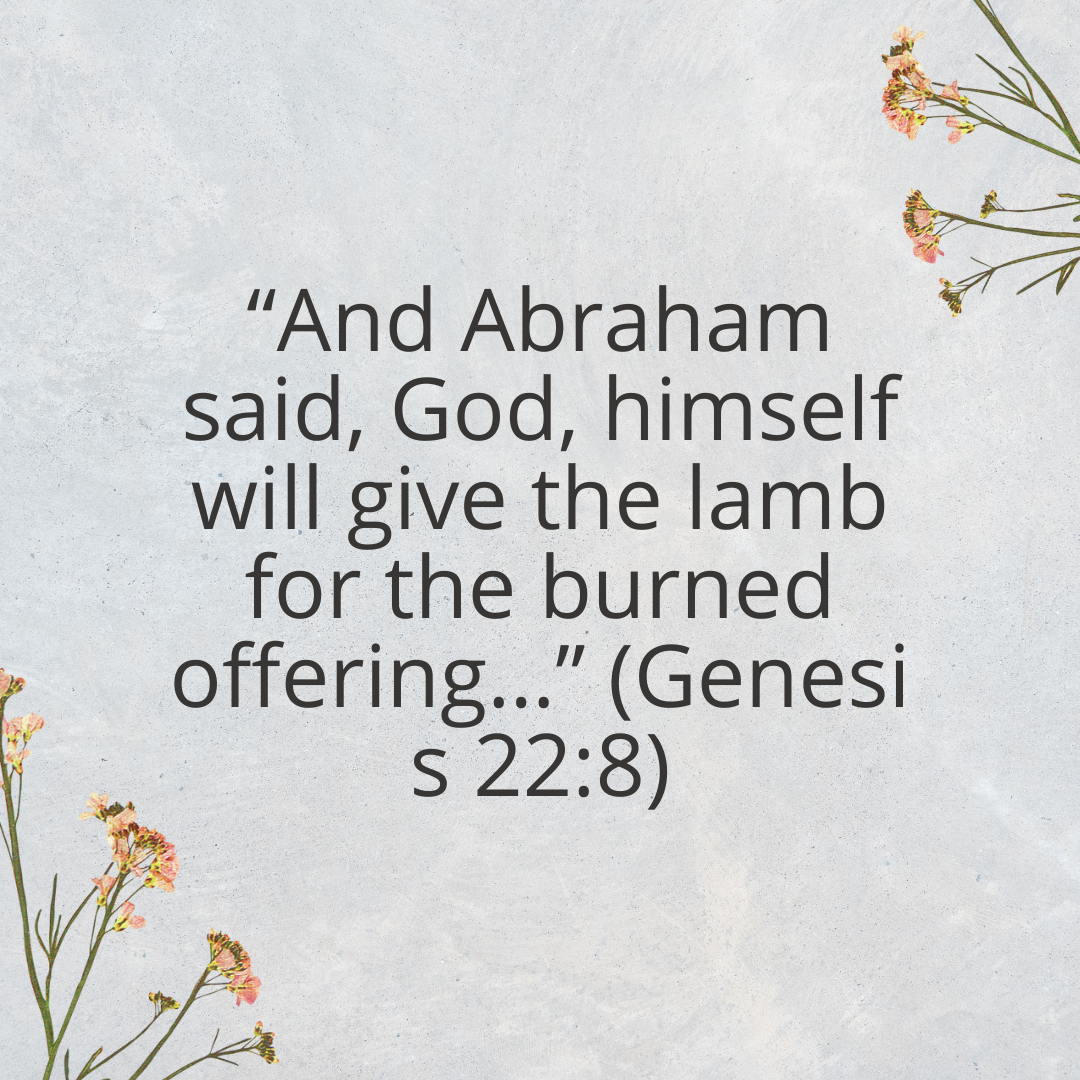 “And Abraham
said, God, himself
will give the lamb
for the burned
offering...” (Genesi
s 22:8)